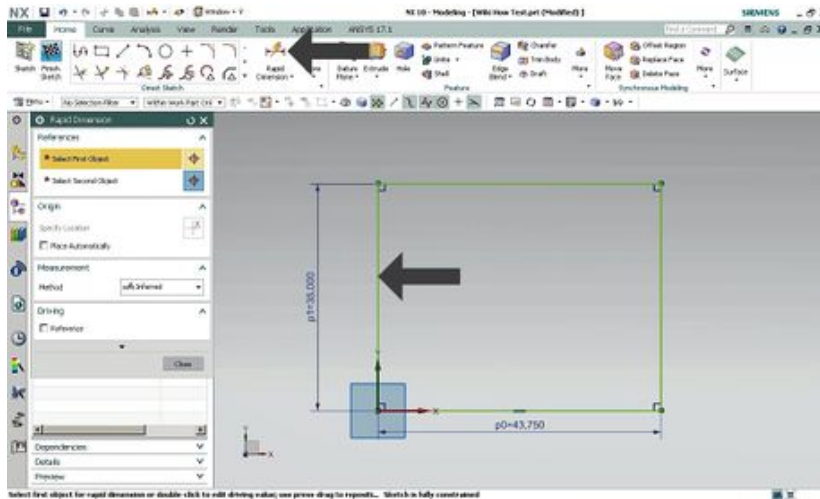 NX
Window
NX 10 - Modeling - [Wiki How Test.prt (Modified) ]
SIEMENS
File Home Curve Analysis View Render Tools Application ANSYS 17.1
Find a Command
Sketch
Finish Sketch
Rapid Dimension
Datum Plane
Extrude
Hole
Pattern Feature
Unite
Shell
Edge Blend
Chamfer
Trim Body
Draft
More
Move Face
Offset Region
Replace Face
Delete Face
More
Surface
Direct Sketch
Feature
Synchronous Modeling
Menu
No Selection Filter
Within Work Part Onl
Rapid Dimension
References
* Select First Object
* Select Second Object
Origin
Specify Location
Place Automatically
Measurement
Method
Inferred
Driving
Reference
Close
Dependencies
Details
Preview
p1=35.000
Y
X
p0=43.750
Y
X
Select first object for rapid dimension or double-click to edit driving value; use press-drag to reposit... Sketch is fully constrained